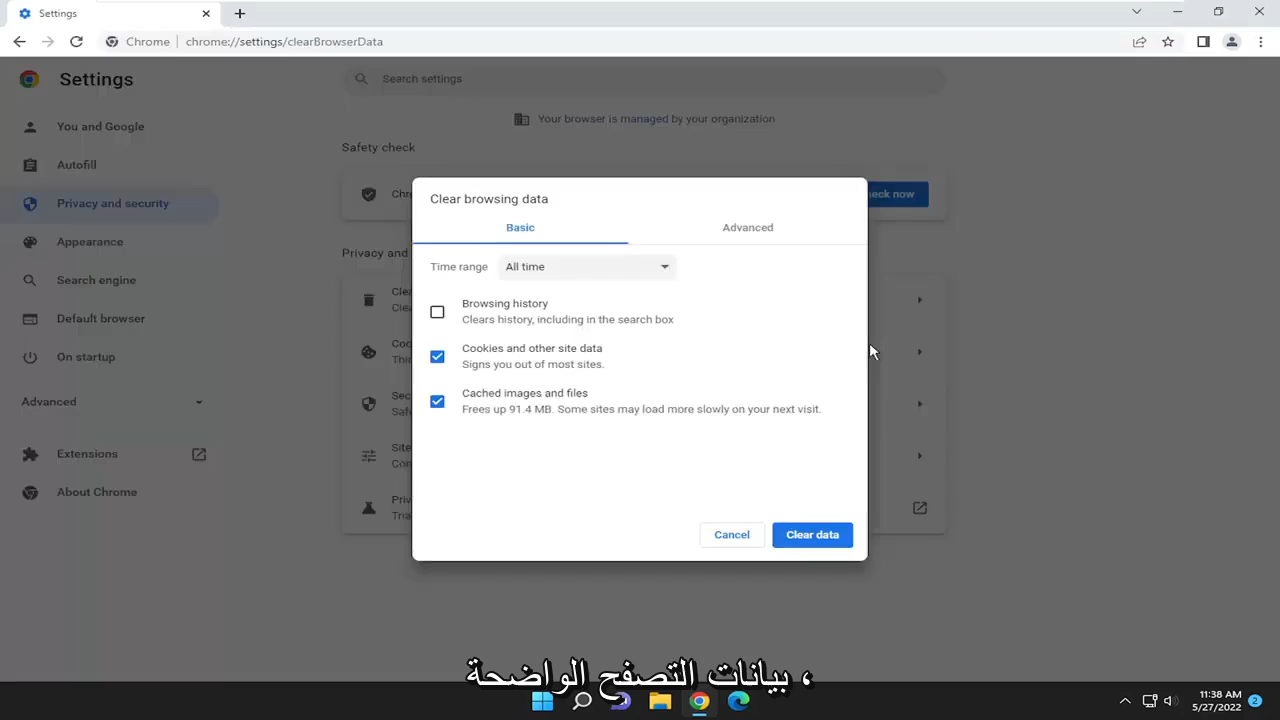 Settings
Chrome | chrome://settings/clearBrowserData
Settings
Search settings
You and Google
Autofill
Privacy and security
Appearance
Search engine
Default browser
On startup
Advanced
Extensions
About Chrome
Your browser is managed by your organization
Safety check
Privacy and
Clear browsing data
Basic
Advanced
Time range All time
Browsing history
Clears history, including in the search box
Cookies and other site data
Signs you out of most sites.
Cached images and files
Frees up 91.4 MB. Some sites may load more slowly on your next visit.
Cancel
Clear data
، بيانات التصفح الواضحة
11:38 AM
5/27/2022
2